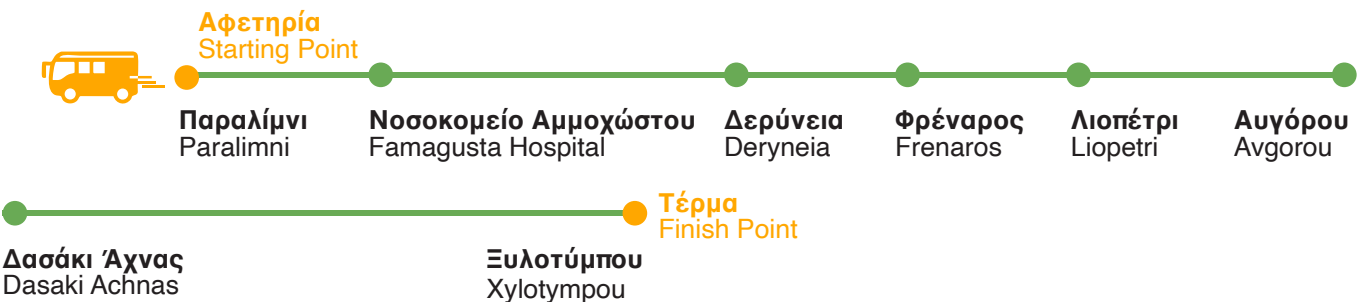 Αφετηρία
Starting Point
Παραλίμνι
Paralimni
Νοσοκομείο Αμμοχώστου
Famagusta Hospital
Δερύνεια
Deryneia
Φρέναρος
Frenaros
Λιοπέτρι
Liopetri
Αυγόρου
Avgorou
Τέρμα
Finish Point
Δασάκι Άχνας
Dasaki Achnas
Ξυλοτύμπου
Xylotympou